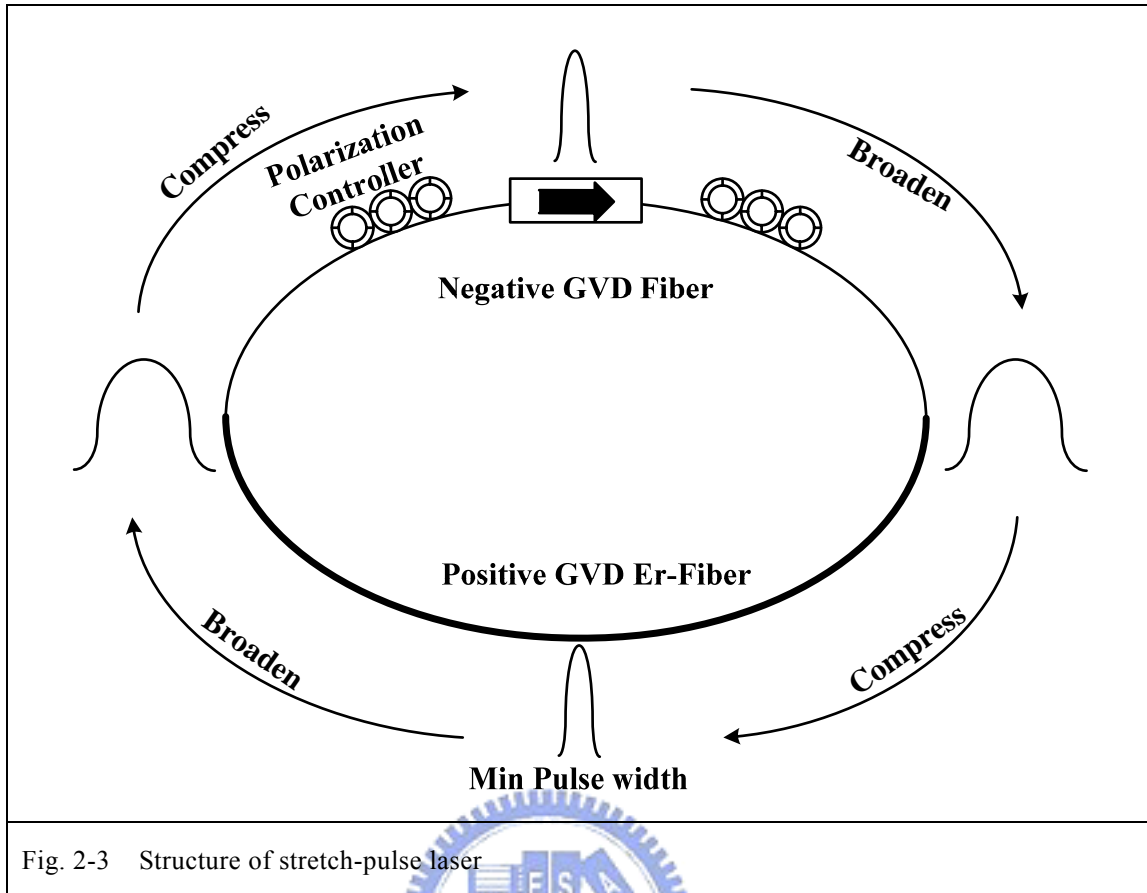 Compress
Polarization
Controller
Broaden
Negative GVD Fiber
Positive GVD Er-Fiber
Broaden
Compress
Min Pulse width
Fig. 2-3 Structure of stretch-pulse laser
ES